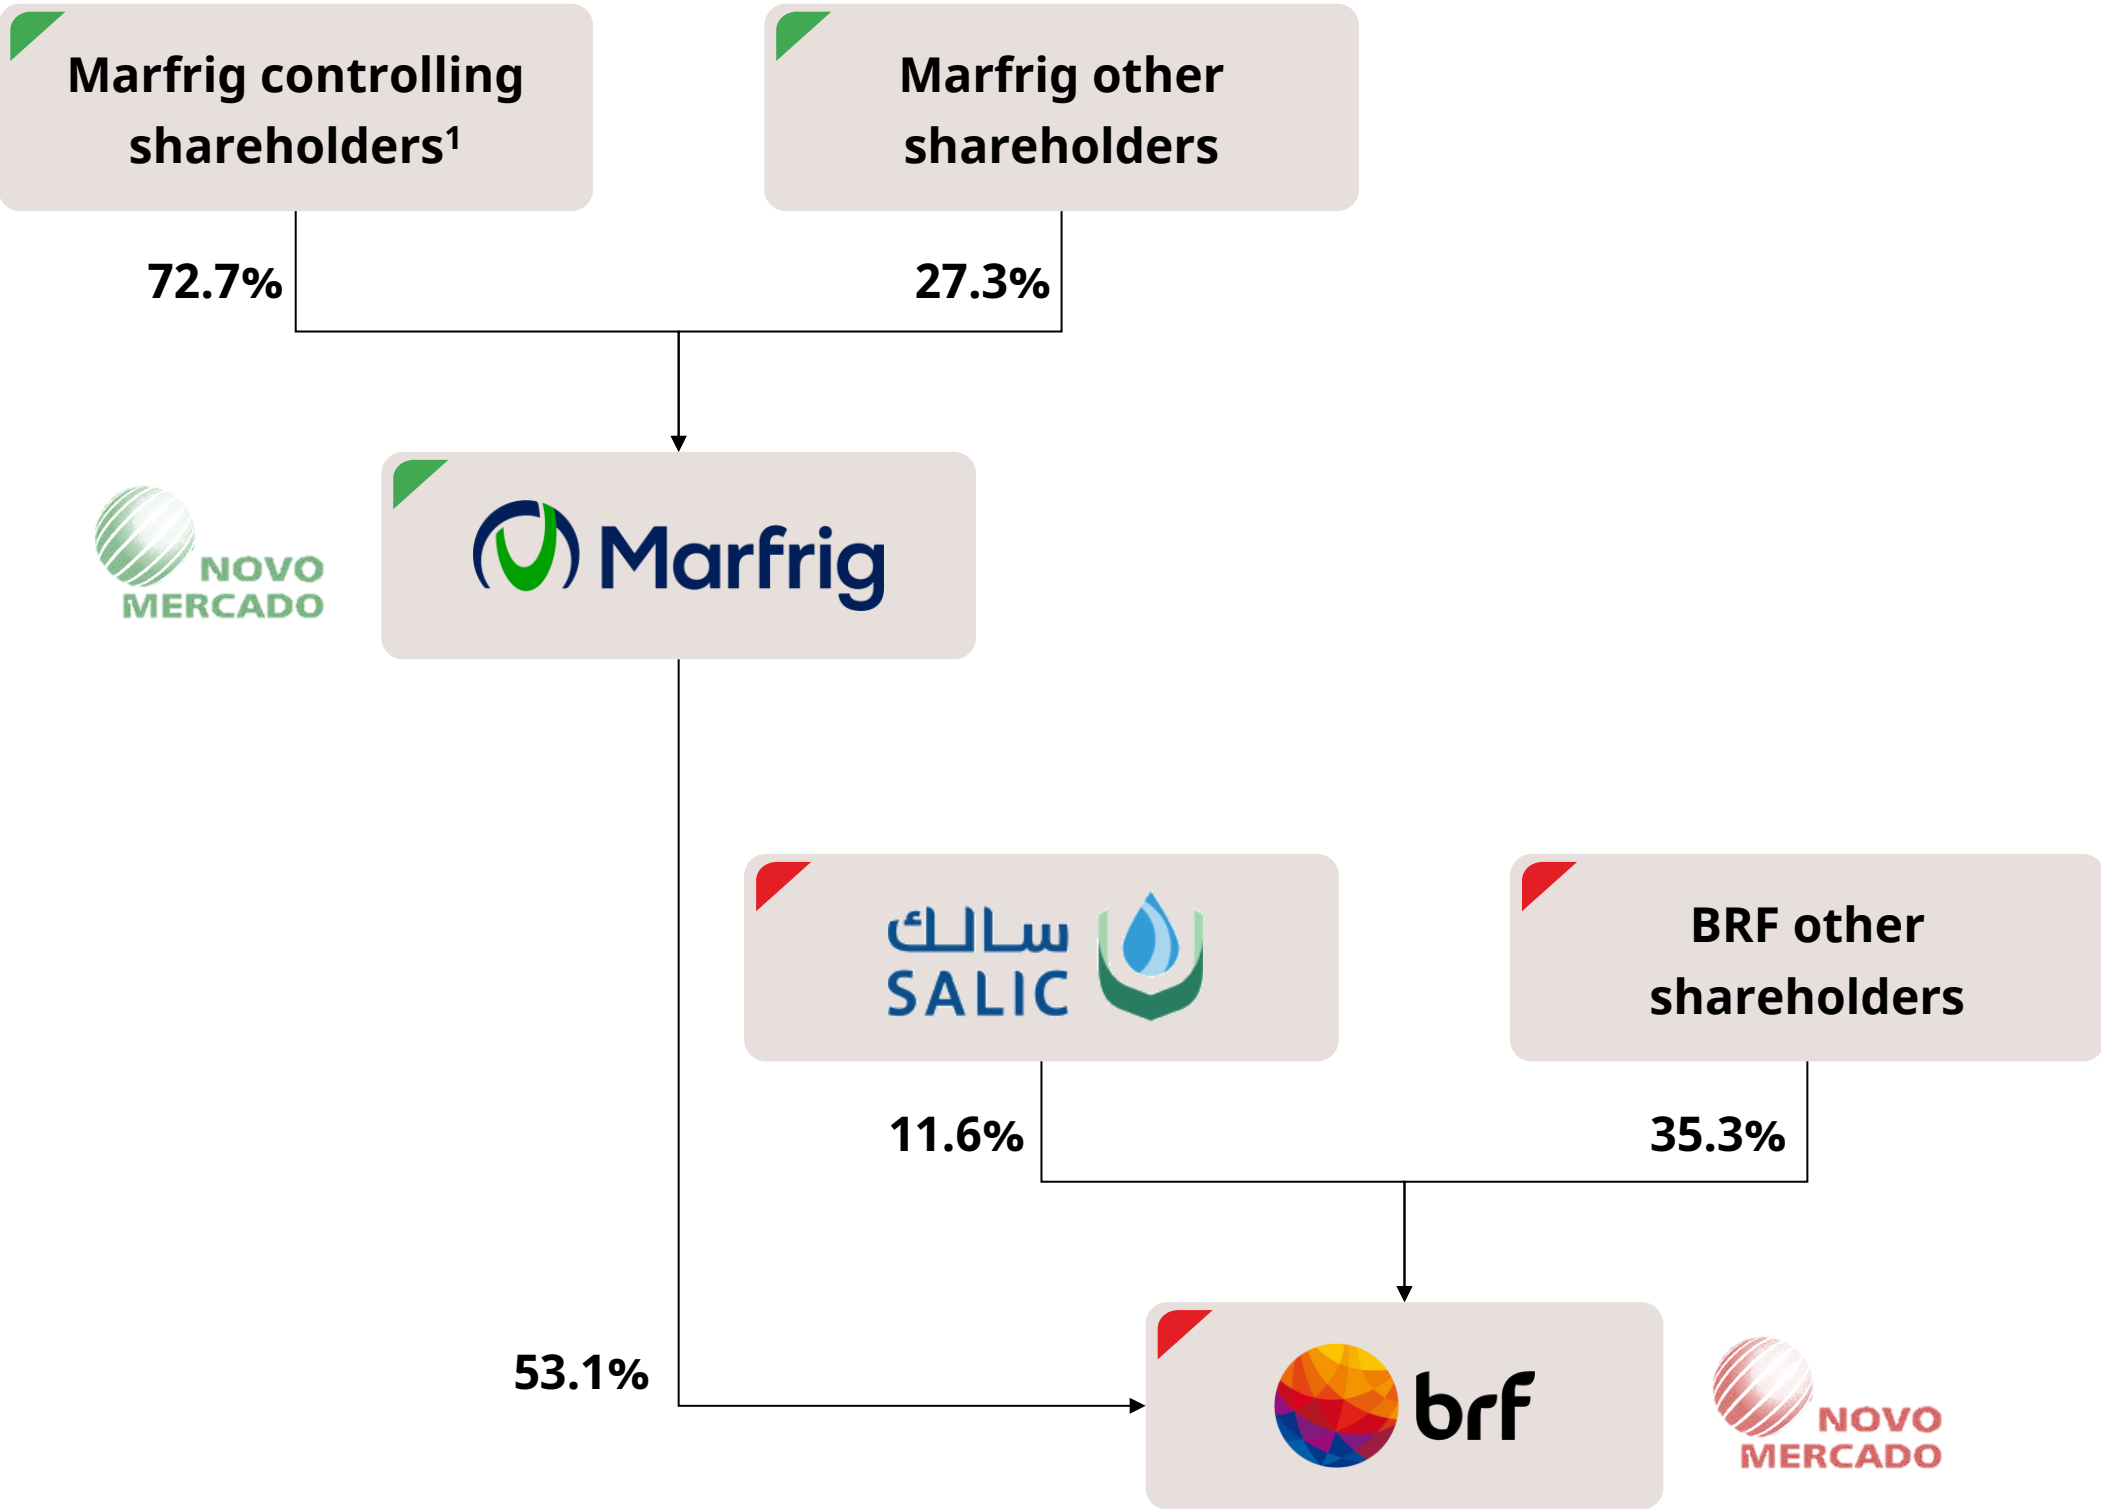 Marfrig controlling
shareholders¹
Marfrig other
shareholders
72.7%
27.3%
NOVO
MERCADO
Marfrig
سالك
SALIC
BRF other
shareholders
11.6%
35.3%
53.1%
brf
NOVO
MERCADO